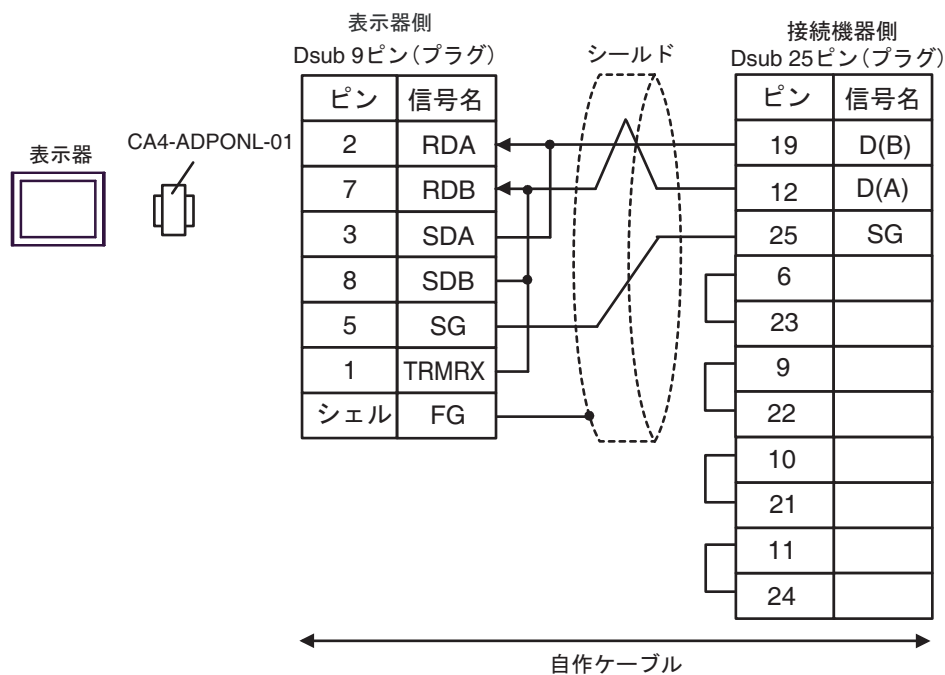 表示器側
Dsub 9ピン(プラグ)
シールド
接続機器側
Dsub 25ピン(プラグ)
表示器
CA4-ADPONL-01
ピン 信号名
2 RDA
7 RDB
3 SDA
8 SDB
5 SG
1 TRMRX
シェル FG
ピン 信号名
19 D(B)
12 D(A)
25 SG
6
23
9
22
10
21
11
24
自作ケーブル